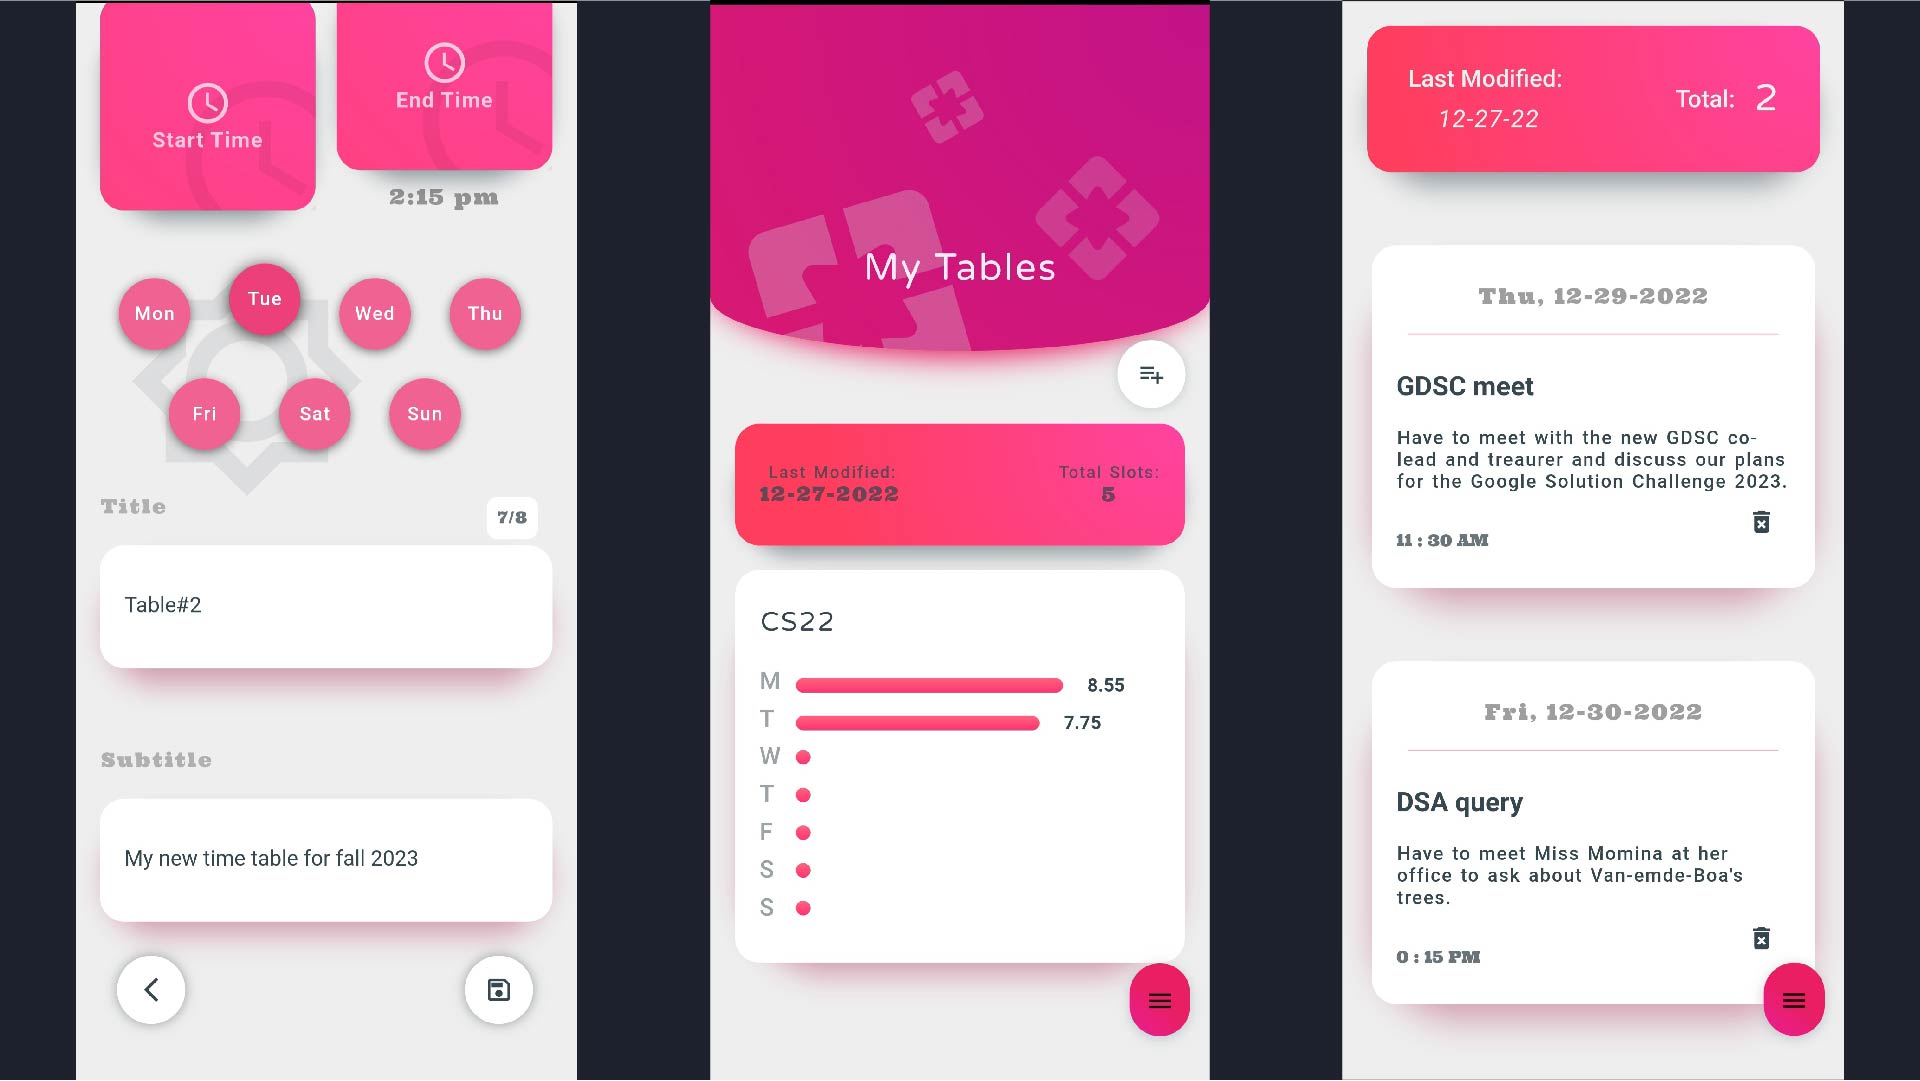 Start Time
End Time
2:15 pm
Mon
Tue
Wed
Thu
Fri
Sat
Sun
Title
7/8
Table#2
Subtitle
My new time table for fall 2023
My Tables
Last Modified:
12-27-2022
Total Slots:
5
CS22
M 8.55
T 7.75
W
T
F
S
S
Last Modified:
12-27-22
Total: 2
Thu, 12-29-2022
GDSC meet
Have to meet with the new GDSC co-
lead and treaurer and discuss our plans
for the Google Solution Challenge 2023.
11 : 30 AM
Fri, 12-30-2022
DSA query
Have to meet Miss Momina at her
office to ask about Van-emde-Boa's
trees.
0 : 15 PM